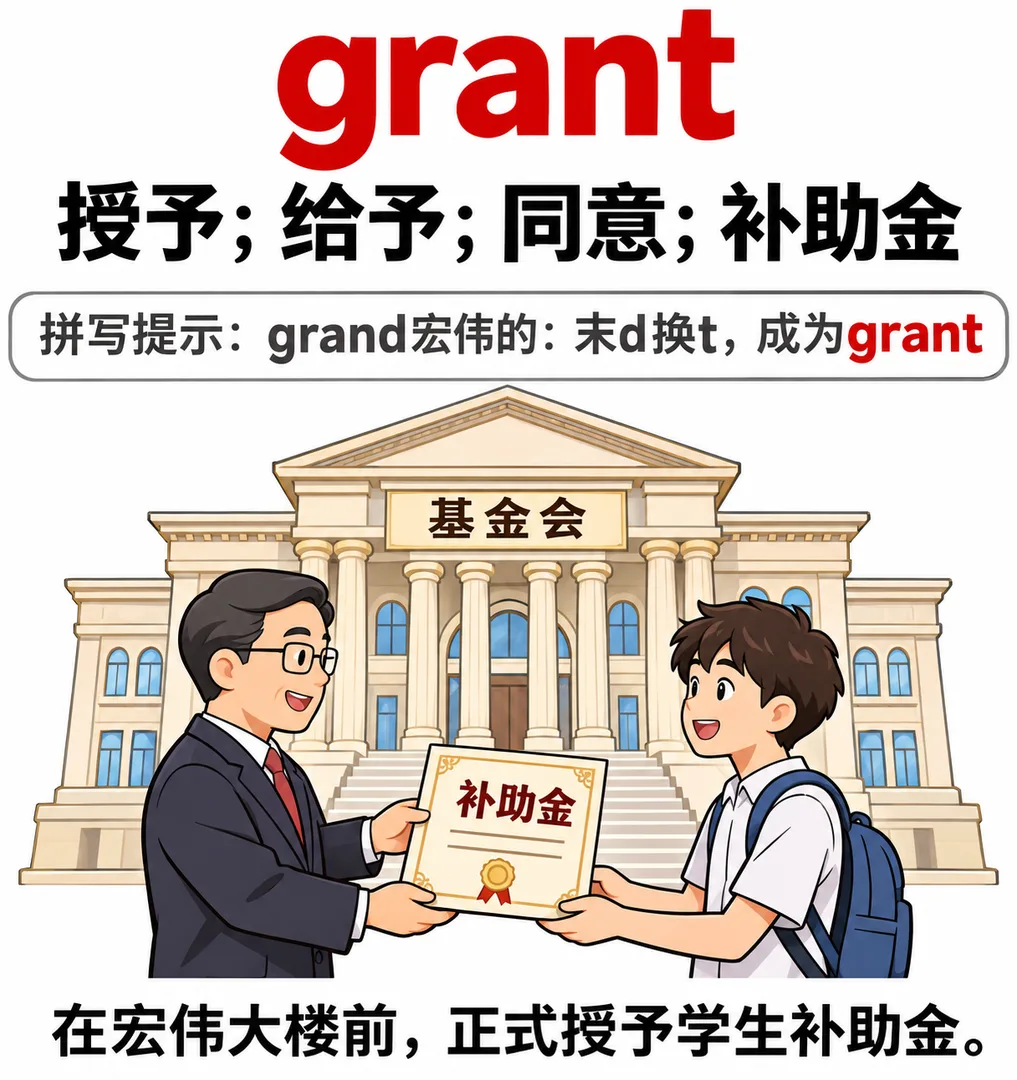 grant
授予；给予；同意；补助金
拼写提示：grand宏伟的：末d换t，成为grant
基金会
补助金
在宏伟大楼前，正式授予学生补助金。